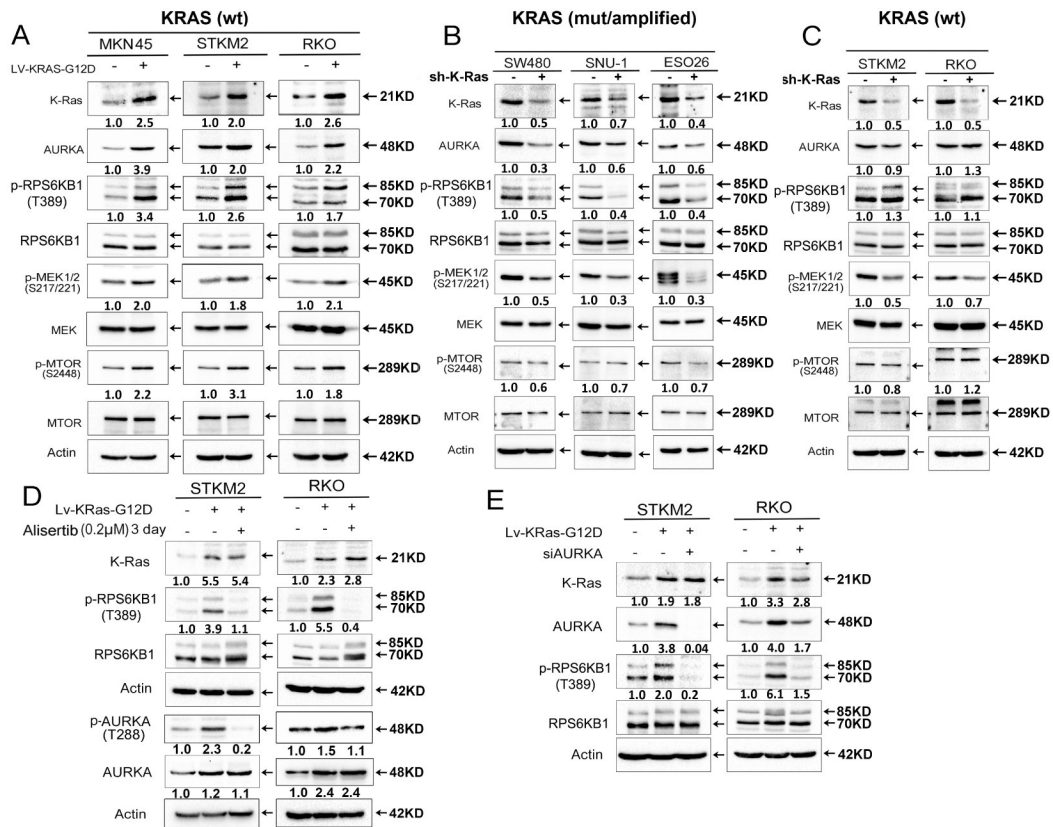 KRAS (wt)
A
MKN45 STKM2 RKO
LV-KRAS-G12D - + - + - +
K-Ras 21KD
1.0 2.5 1.0 2.0 1.0 2.6
AURKA 48KD
1.0 3.9 1.0 2.0 1.0 2.2
p-RPS6KB1 85KD
(T389) 70KD
1.0 3.4 1.0 2.6 1.0 1.7
RPS6KB1 85KD
70KD
p-MEK1/2 45KD
(S217/221)
1.0 2.0 1.0 1.8 1.0 2.1
MEK 45KD
p-MTOR 289KD
(S2448)
1.0 2.2 1.0 3.1 1.0 1.8
MTOR 289KD
Actin 42KD
KRAS (mut/amplified)
B
SW480 SNU-1 ESO26
sh-K-Ras - + - + - +
K-Ras 21KD
1.0 0.5 1.0 0.7 1.0 0.4
AURKA 48KD
1.0 0.3 1.0 0.6 1.0 0.6
p-RPS6KB1 85KD
(T389) 70KD
1.0 0.5 1.0 0.4 1.0 0.4
RPS6KB1 85KD
70KD
p-MEK1/2 45KD
(S217/221)
1.0 0.5 1.0 0.3 1.0 0.3
MEK 45KD
p-MTOR 289KD
(S2448)
1.0 0.6 1.0 0.7 1.0 0.7
MTOR 289KD
Actin 42KD
KRAS (wt)
C
STKM2 RKO
sh-K-Ras - + - +
K-Ras 21KD
1.0 0.5 1.0 0.5
AURKA 48KD
1.0 0.9 1.0 1.3
p-RPS6KB1 85KD
(T389) 70KD
1.0 1.3 1.0 1.1
RPS6KB1 85KD
70KD
p-MEK1/2 45KD
(S217/221)
1.0 0.5 1.0 0.7
MEK 45KD
p-MTOR 289KD
(S2448)
1.0 0.8 1.0 1.2
MTOR 289KD
Actin 42KD
D
STKM2 RKO
Lv-KRas-G12D - + + - + +
Alisertib (0.2µM) 3 day - - + - - +
K-Ras 21KD
1.0 5.5 5.4 1.0 2.3 2.8
p-RPS6KB1 85KD
(T389) 70KD
1.0 3.9 1.1 1.0 5.5 0.4
RPS6KB1 85KD
70KD
Actin 42KD
p-AURKA 48KD
(T288)
1.0 2.3 0.2 1.0 1.5 1.1
AURKA 48KD
1.0 1.2 1.1 1.0 2.4 2.4
Actin 42KD
E
STKM2 RKO
Lv-KRas-G12D - + + - + +
siAURKA - - + - - +
K-Ras 21KD
1.0 1.9 1.8 1.0 3.3 2.8
AURKA 48KD
1.0 3.8 0.04 1.0 4.0 1.7
p-RPS6KB1 85KD
(T389) 70KD
1.0 2.0 0.2 1.0 6.1 1.5
RPS6KB1 85KD
70KD
Actin 42KD